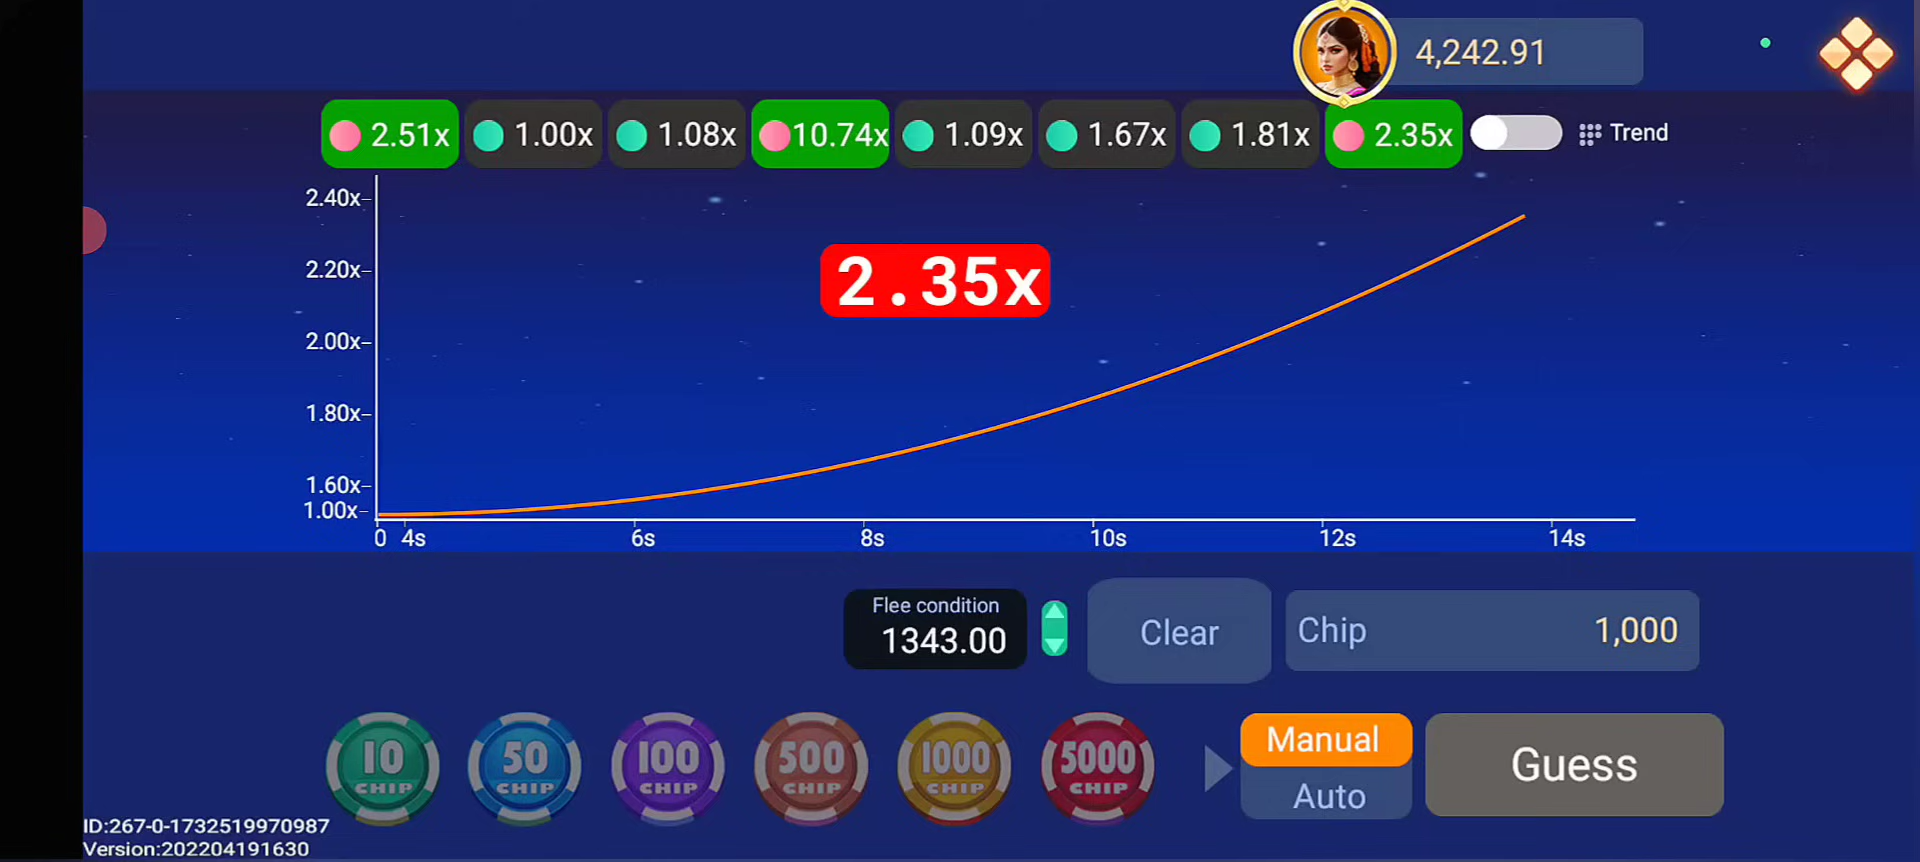 4,242.91
2.51x 1.00x 1.08x 10.74x 1.09x 1.67x 1.81x 2.35x Trend
2.40x
2.20x
2.00x
1.80x
1.60x
1.00x
2.35x
0 4s 6s 8s 10s 12s 14s
Flee condition
1343.00
Clear
Chip 1,000
10 CHIP
50 CHIP
100 CHIP
500 CHIP
1000 CHIP
5000 CHIP
Manual
Auto
Guess
ID:267-0-1732519970987
Version:202204191630